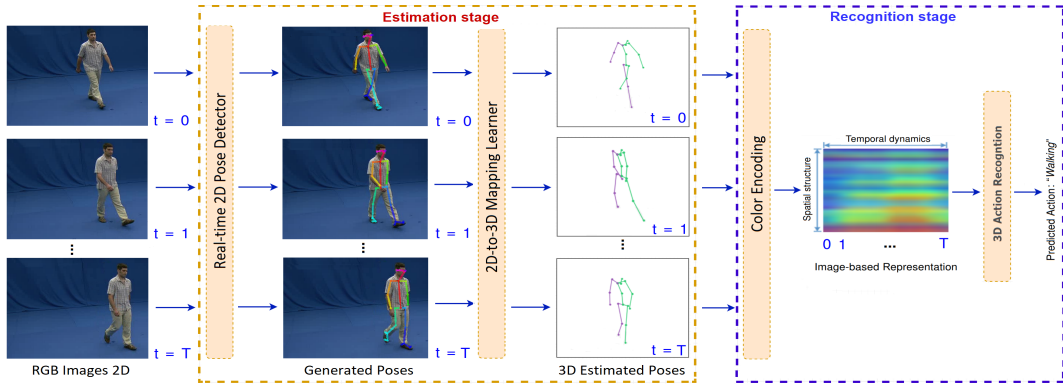 Estimation stage
Recognition stage
t = 0
t = 1
...
t = T
RGB Images 2D
Real-time 2D Pose Detector
t = 0
t = 1
...
t = T
Generated Poses
2D-to-3D Mapping Learner
t = 0
t = 1
...
t = T
3D Estimated Poses
Color Encoding
Temporal dynamics
Spatial structure
0 1 ... T
Image-based Representation
3D Action Recogntion
Predicted Action: "Walking"